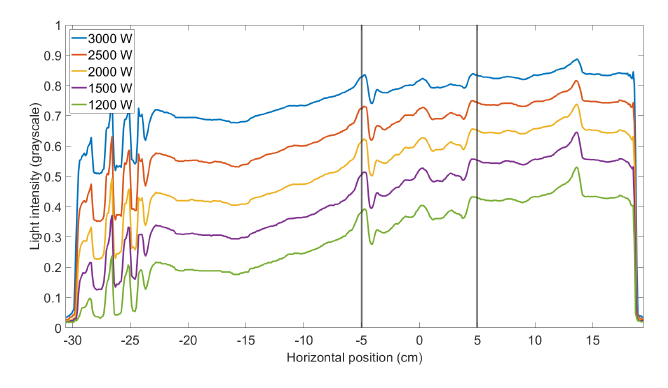 1
0.9
0.8
0.7
0.6
0.5
0.4
0.3
0.2
0.1
0
Light intensity (grayscale)
3000 W
2500 W
2000 W
1500 W
1200 W
-30 -25 -20 -15 -10 -5 0 5 10 15
Horizontal position (cm)